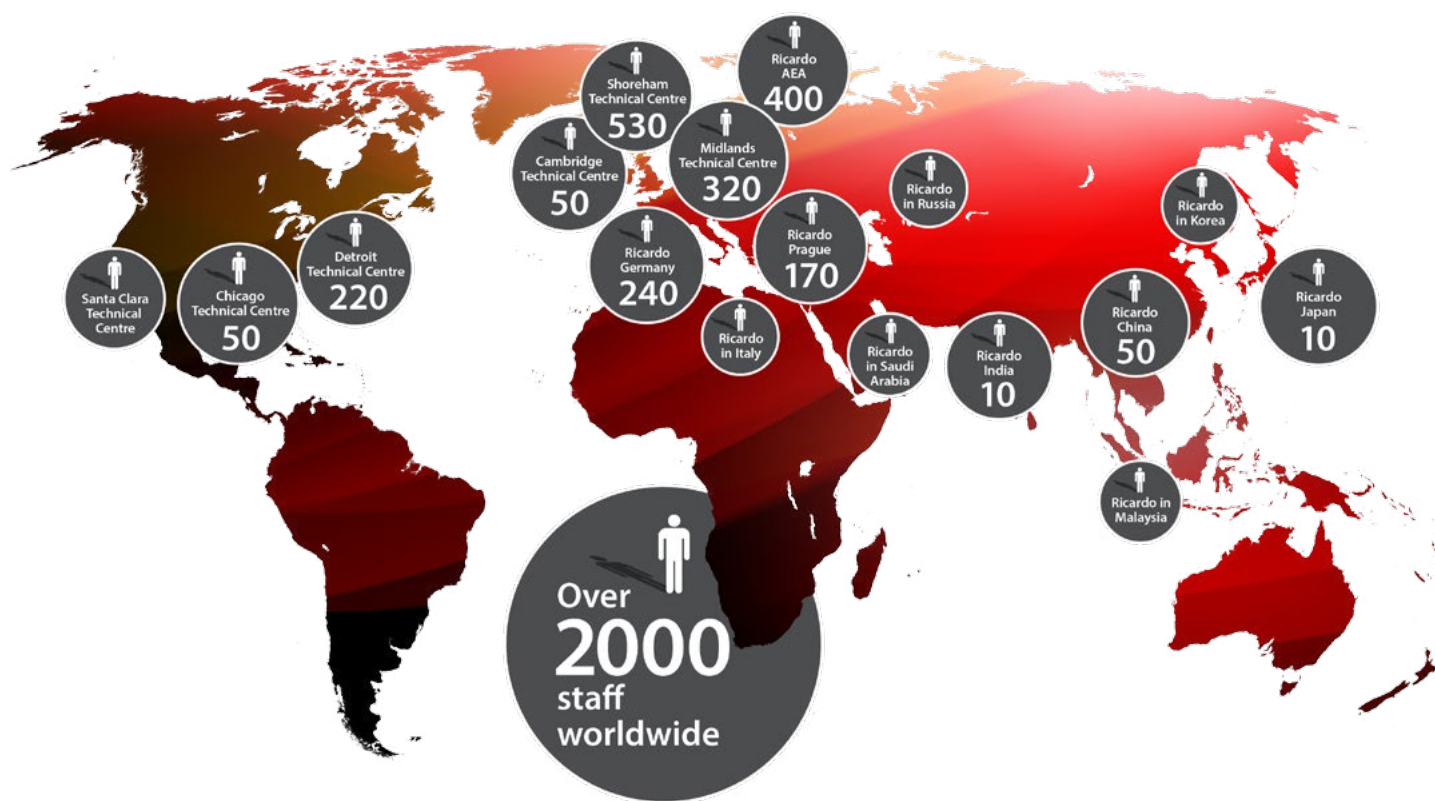 Ricardo
AEA
400
Shoreham
Technical Centre
530
Midlands
Technical Centre
320
Cambridge
Technical Centre
50
Ricardo
in Russia
Ricardo
in Korea
Detroit
Technical Centre
220
Ricardo
Germany
240
Ricardo
Prague
170
Santa Clara
Technical
Centre
Chicago
Technical Centre
50
Ricardo
in Italy
Ricardo
in Saudi
Arabia
Ricardo
India
10
Ricardo
China
50
Ricardo
Japan
10
Ricardo in
Malaysia
Over
2000
staff
worldwide